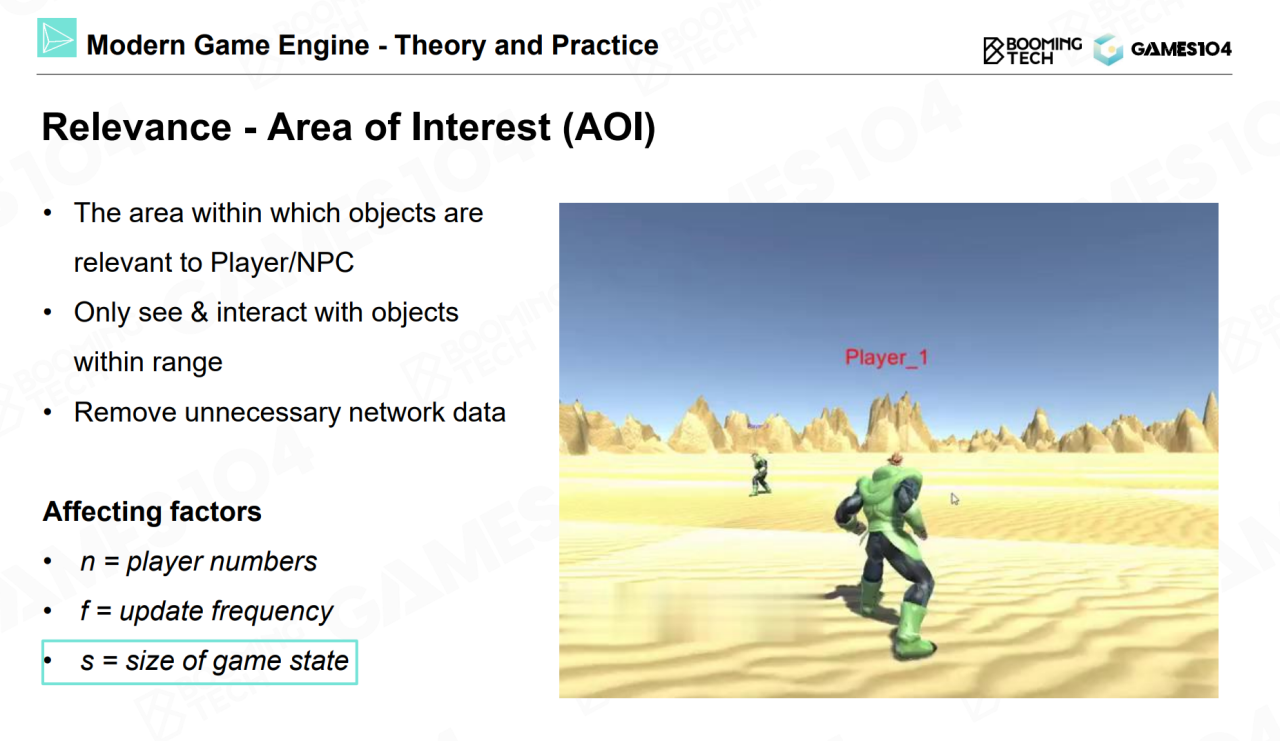 Modern Game Engine - Theory and Practice
BOOMING
TECH
GAMES104
Relevance - Area of Interest (AOI)
• The area within which objects are
relevant to Player/NPC
• Only see & interact with objects
within range
• Remove unnecessary network data
Affecting factors
• n = player numbers
• f = update frequency
• s = size of game state
Player_1